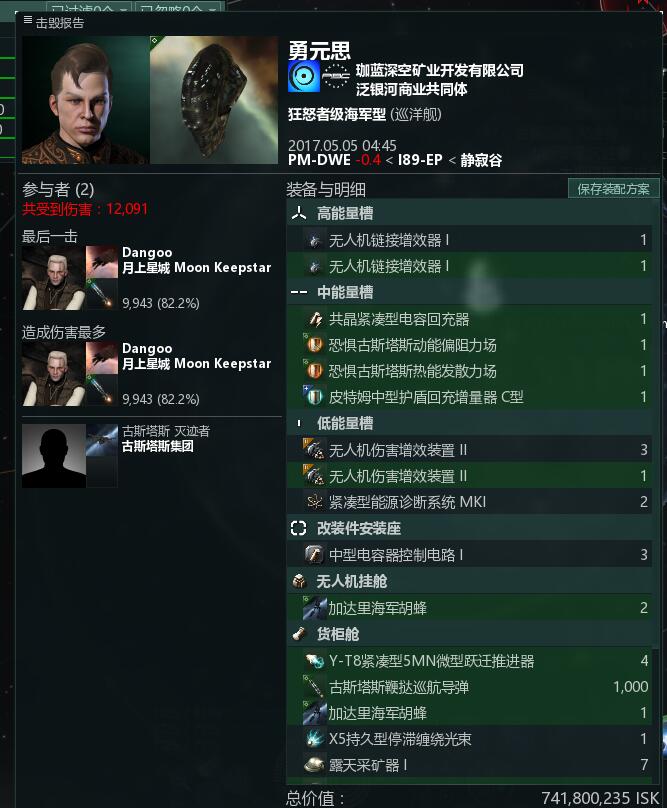 击毁报告
勇元思
珈蓝深空矿业开发有限公司
泛银河商业共同体
狂怒者级海军型 (巡洋舰)
2017.05.05 04:45
PM-DWE -0.4 < I89-EP < 静寂谷
参与者 (2)
共受到伤害：12,091
最后一击
Dangoo
月上星城 Moon Keepstar
9,943 (82.2%)
造成伤害最多
Dangoo
月上星城 Moon Keepstar
9,943 (82.2%)
古斯塔斯 灭迹者
古斯塔斯集团
装备与明细
保存装配方案
高能量槽
无人机链接增效器 I 1
无人机链接增效器 I 1
中能量槽
共晶紧凑型电容回充器 1
恐惧古斯塔斯动能偏阻力场 1
恐惧古斯塔斯热能发散力场 1
皮特姆中型护盾回充增量器 C型 1
低能量槽
无人机伤害增效装置 II 3
无人机伤害增效装置 II 1
紧凑型能源诊断系统 MKI 2
改装件安装座
中型电容器控制电路 I 3
无人机挂舱
加达里海军胡蜂 2
货柜舱
Y-T8紧凑型5MN微型跃迁推进器 4
古斯塔斯鞭挞巡航导弹 1,000
加达里海军胡蜂 1
X5持久型停滞缠绕光束 1
露天采矿器 I 7
总价值： 741,800,235 ISK